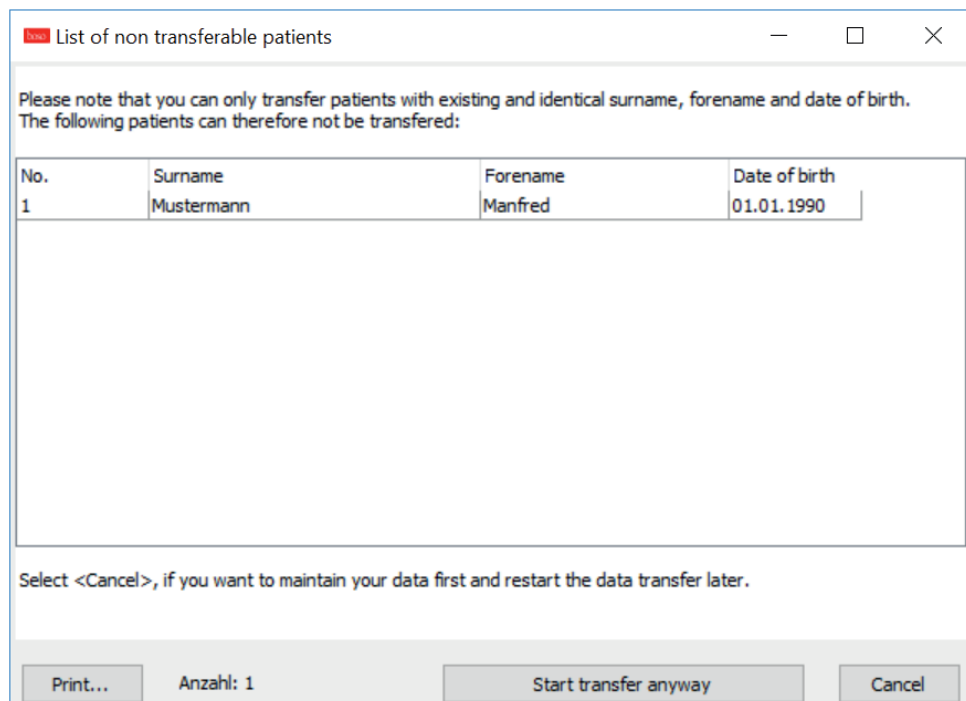 boso List of non transferable patients
Please note that you can only transfer patients with existing and identical surname, forename and date of birth.
The following patients can therefore not be transfered:
No. Surname Forename Date of birth
1 Mustermann Manfred 01.01.1990
Select <Cancel>, if you want to maintain your data first and restart the data transfer later.
Print... Anzahl: 1 Start transfer anyway Cancel